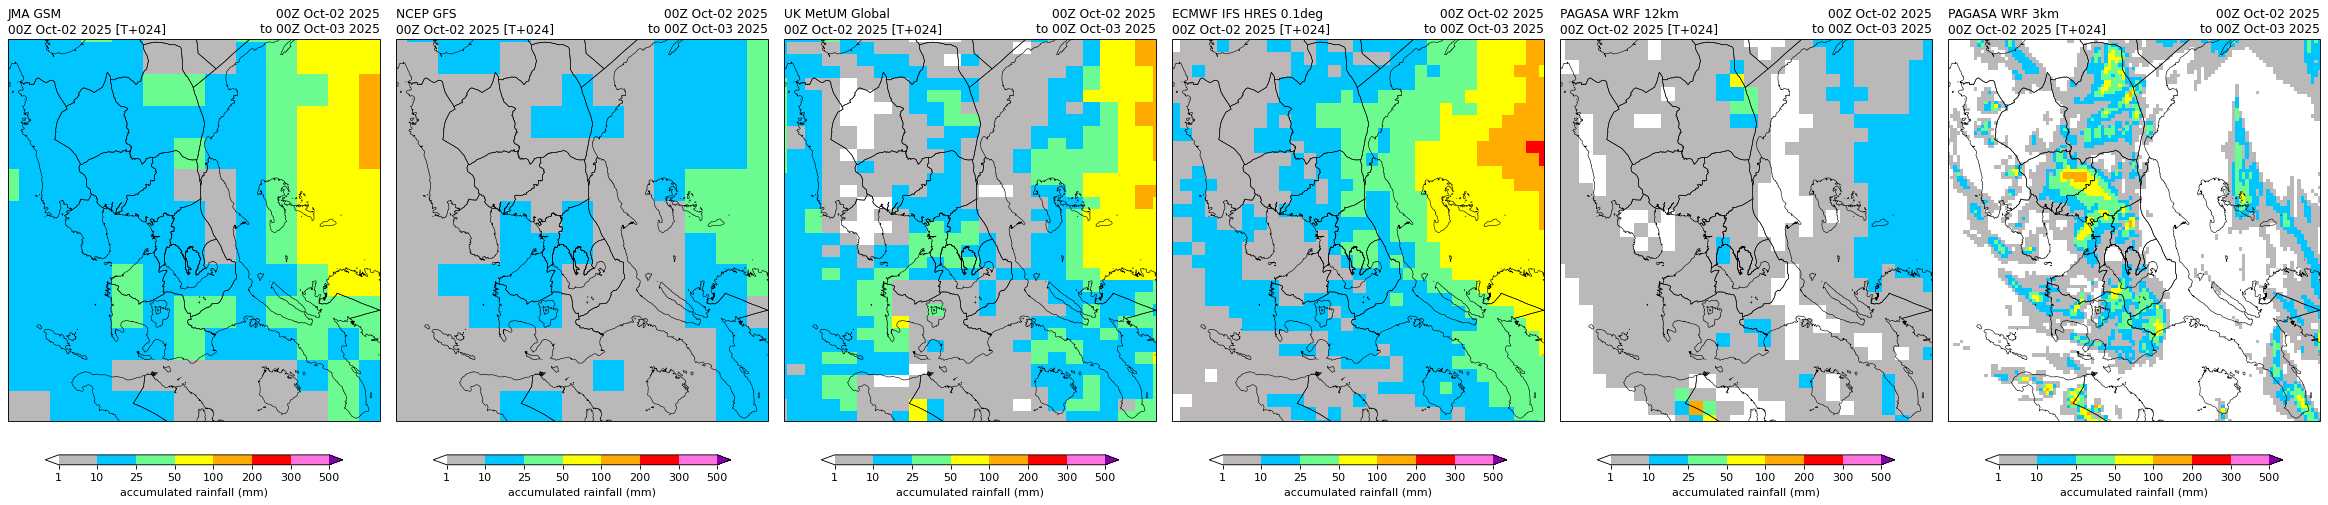 JMA GSM 00Z Oct-02 2025
00Z Oct-02 2025 [T+024] to 00Z Oct-03 2025
1 10 25 50 100 200 300 500
accumulated rainfall (mm)
NCEP GFS 00Z Oct-02 2025
00Z Oct-02 2025 [T+024] to 00Z Oct-03 2025
1 10 25 50 100 200 300 500
accumulated rainfall (mm)
UK MetUM Global 00Z Oct-02 2025
00Z Oct-02 2025 [T+024] to 00Z Oct-03 2025
1 10 25 50 100 200 300 500
accumulated rainfall (mm)
ECMWF IFS HRES 0.1deg 00Z Oct-02 2025
00Z Oct-02 2025 [T+024] to 00Z Oct-03 2025
1 10 25 50 100 200 300 500
accumulated rainfall (mm)
PAGASA WRF 12km 00Z Oct-02 2025
00Z Oct-02 2025 [T+024] to 00Z Oct-03 2025
1 10 25 50 100 200 300 500
accumulated rainfall (mm)
PAGASA WRF 3km 00Z Oct-02 2025
00Z Oct-02 2025 [T+024] to 00Z Oct-03 2025
1 10 25 50 100 200 300 500
accumulated rainfall (mm)